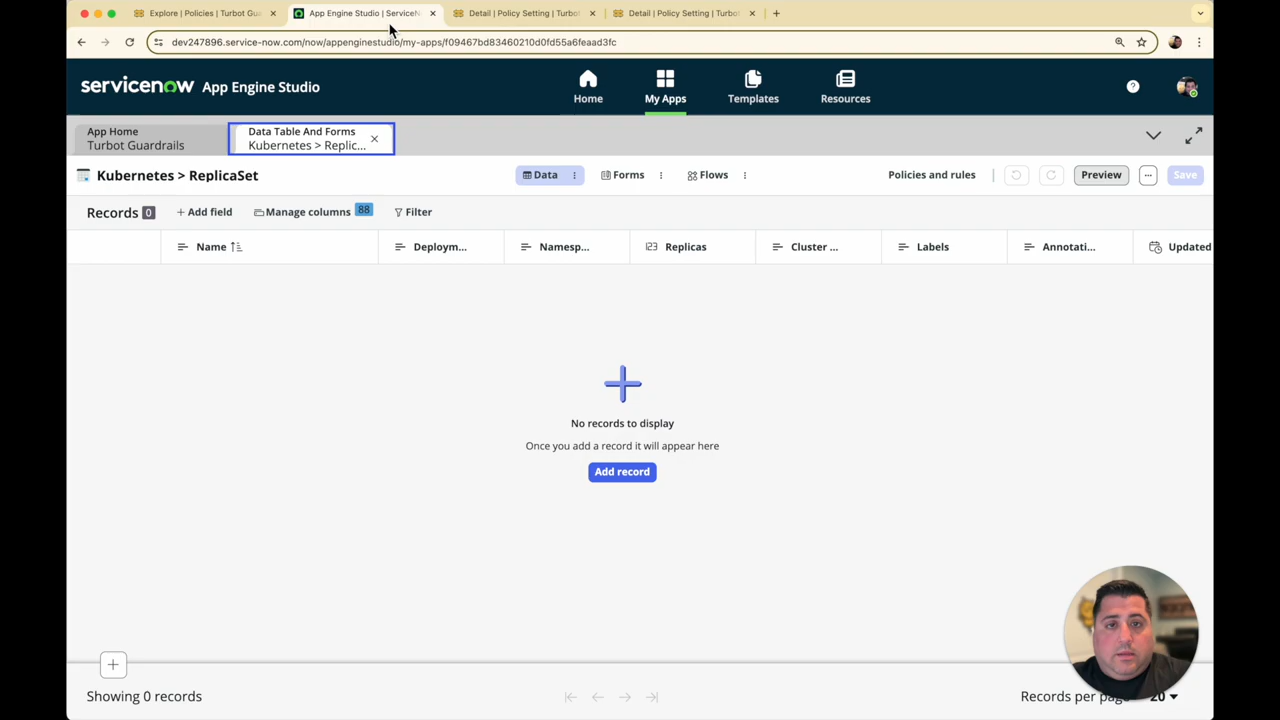 Explore | Policies | Turbot Gua
App Engine Studio | ServiceN
Detail | Policy Setting | Turbot
Detail | Policy Setting | Turbot
dev247896.service-now.com/now/appenginestudio/my-apps/f09467bd83460210d0fd55a6feaad3fc
servicenow App Engine Studio
Home
My Apps
Templates
Resources
App Home
Turbot Guardrails
Data Table And Forms
Kubernetes > Replic...
Kubernetes > ReplicaSet
Data
Forms
Flows
Policies and rules
Preview
Save
Records 0
+ Add field
Manage columns 88
Filter
Name
Deploym...
Namesp...
Replicas
Cluster ...
Labels
Annotati...
Updated
No records to display
Once you add a record it will appear here
Add record
Showing 0 records
Records per page 20